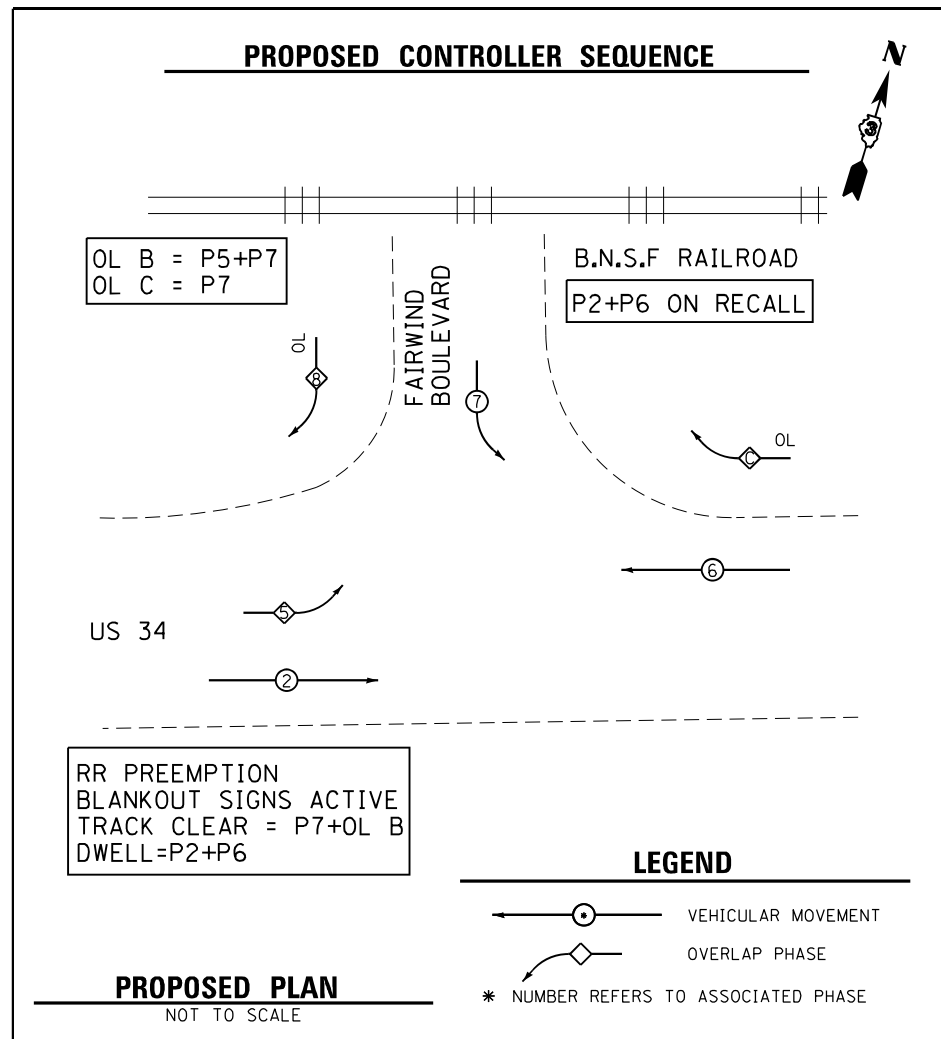 PROPOSED CONTROLLER SEQUENCE
N
3
OL B = P5+P7
OL C = P7
B.N.S.F RAILROAD
P2+P6 ON RECALL
FAIRWIND
BOULEVARD
OL
B
7
OL
C
6
5
US 34
2
RR PREEMPTION
BLANKOUT SIGNS ACTIVE
TRACK CLEAR = P7+OL B
DWELL=P2+P6
LEGEND
* VEHICULAR MOVEMENT
OVERLAP PHASE
* NUMBER REFERS TO ASSOCIATED PHASE
PROPOSED PLAN
NOT TO SCALE